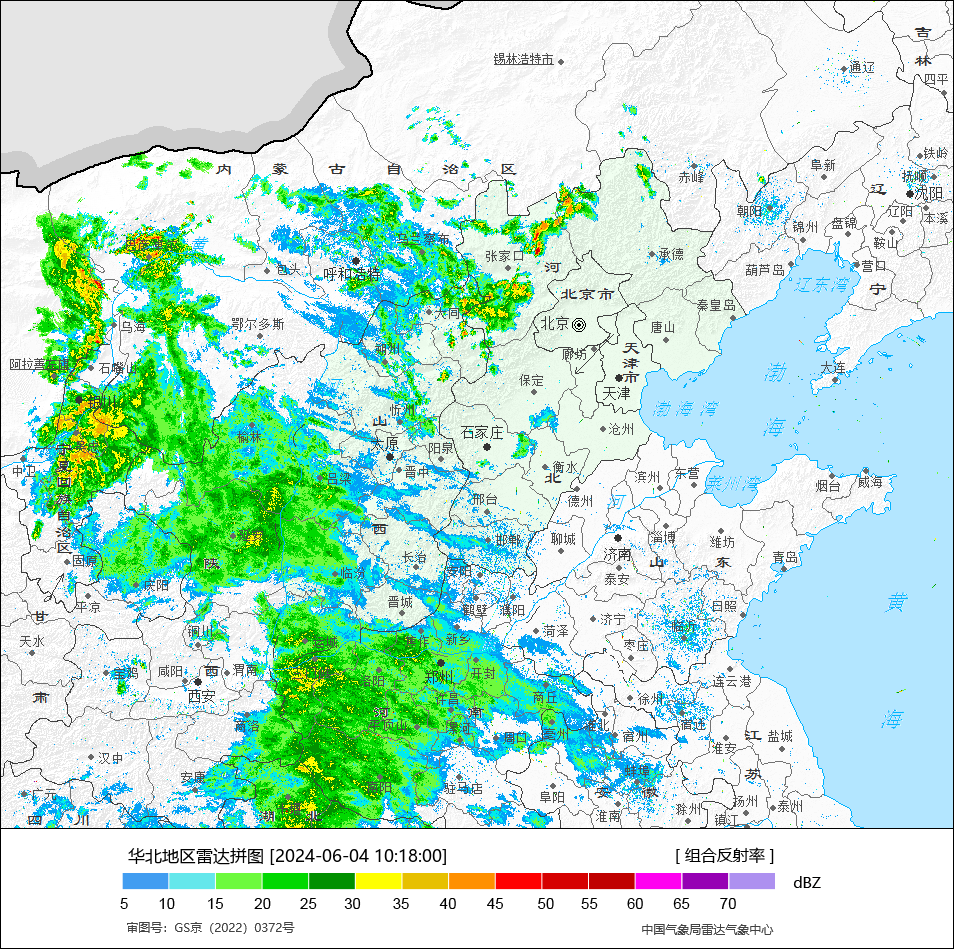 吉
锡林浩特市
通辽
林
四平
铁岭
内 蒙 古 自 治 区
阜新
赤峰
抚顺
辽
沈阳
朝阳
辽阳
本溪
锦州
盘锦
鞍山
黄
张家口
承德
河
葫芦岛
营口
包头
呼和浩特
辽东湾
宁
北京市
秦皇岛
大同
乌海
鄂尔多斯
北京
唐山
朔州
天津市
廊坊
阿拉善左旗
石嘴山
渤
大连
保定
天津
银川
忻州
渤海湾
山
海
榆林
太原
石家庄
沧州
阳泉
宁夏回族自治区
中卫
晋中
衡水
吕梁
北
滨州
东营
莱州湾
烟台
威海
德州
邢台
河
西
延安
邯郸
聊城
济南
淄博
潍坊
固原
陕
长治
安阳
泰安
山
东
青岛
临汾
庆阳
平凉
晋城
鹤壁
濮阳
黄
甘
济宁
日照
天水
铜川
新乡
菏泽
临沂
枣庄
宝鸡
咸阳
西
渭南
郑州
开封
连云港
肃
西安
洛阳
许昌
商丘
徐州
海
商洛
河
南
平顶山
漯河
淮北
宿迁
周口
亳州
宿州
江
盐城
淮安
汉中
安康
南阳
蚌埠
苏
驻马店
阜阳
安
徽
广元
扬州
泰州
滁州
四 川
湖 北
淮南
镇江
华北地区雷达拼图 [2024-06-04 10:18:00]
[ 组合反射率 ]
dBZ
5 10 15 20 25 30 35 40 45 50 55 60 65 70
审图号：GS京（2022）0372号
中国气象局雷达气象中心